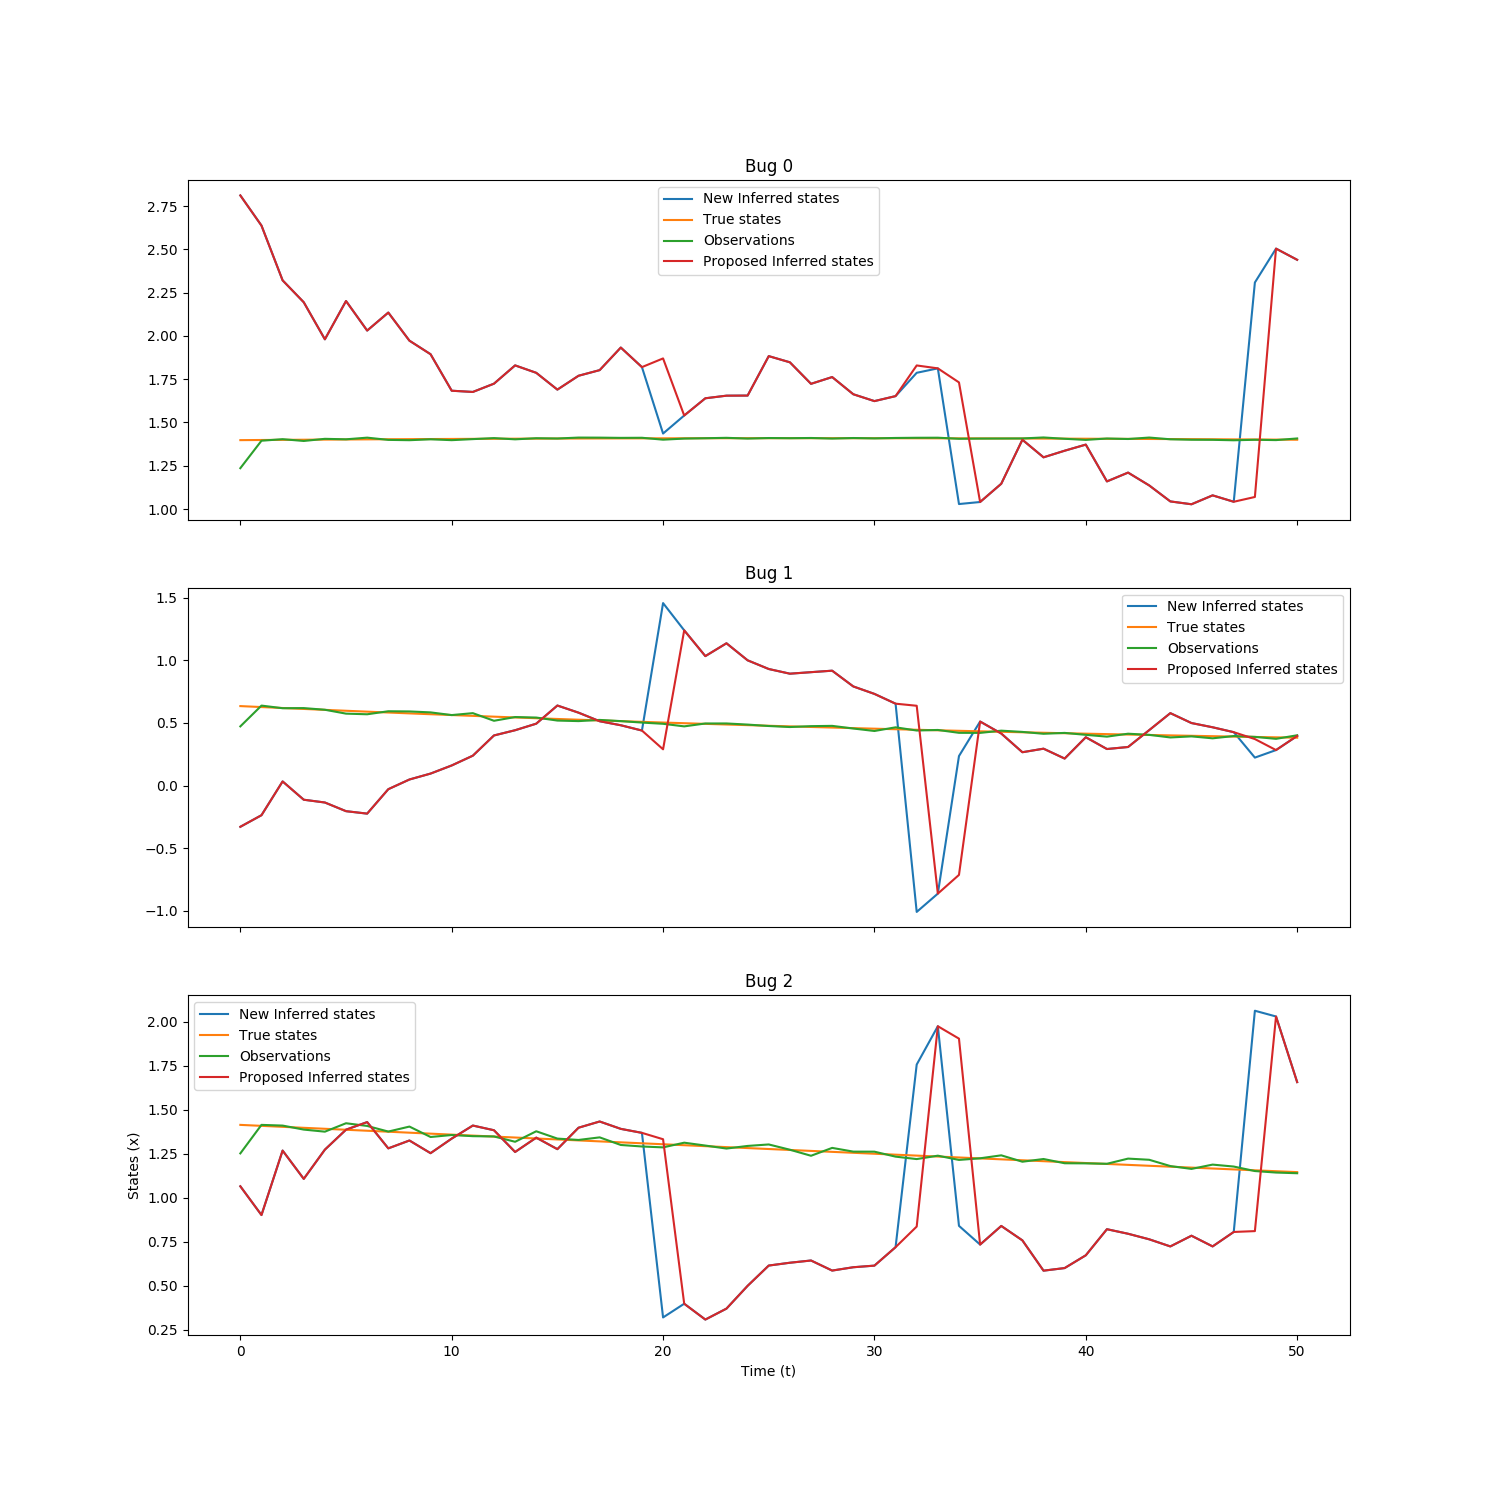 Bug 0
New Inferred states
True states
Observations
Proposed Inferred states
2.75
2.50
2.25
2.00
1.75
1.50
1.25
1.00
Bug 1
New Inferred states
True states
Observations
Proposed Inferred states
1.5
1.0
0.5
0.0
−0.5
−1.0
Bug 2
New Inferred states
True states
Observations
Proposed Inferred states
2.00
1.75
1.50
1.25
1.00
0.75
0.50
0.25
States (x)
0 10 20 30 40 50
Time (t)